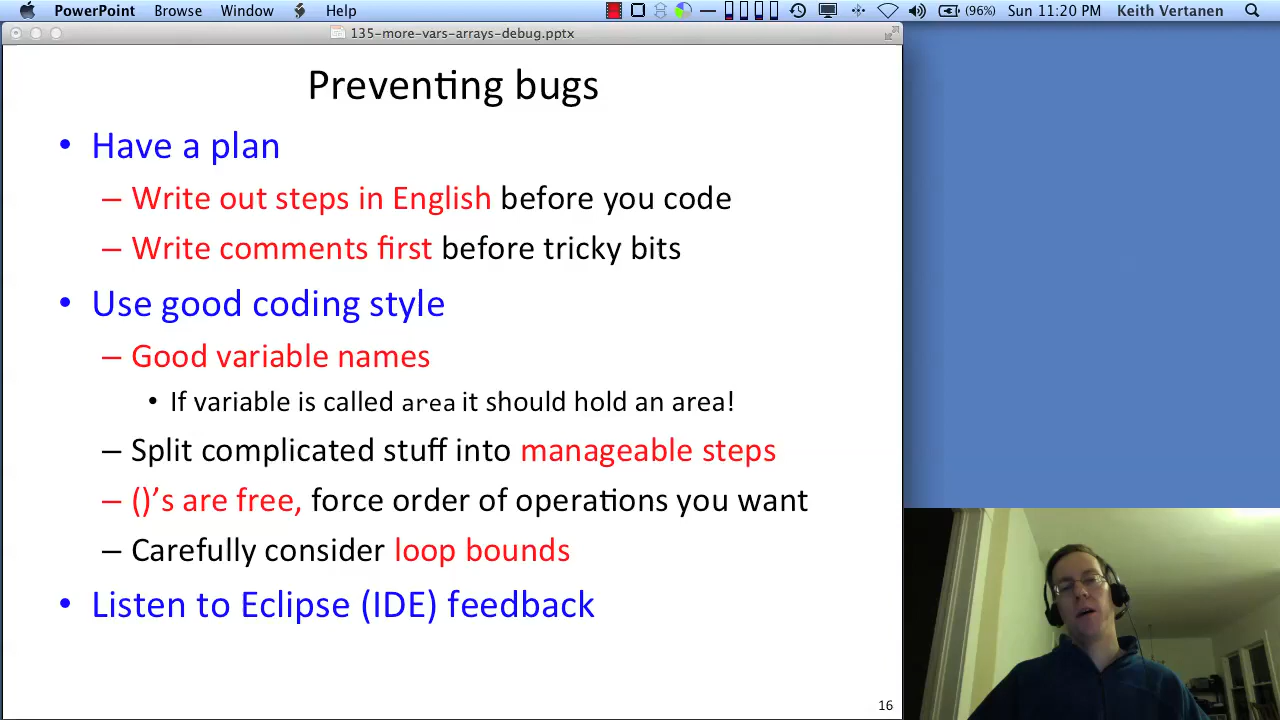 PowerPoint Browse Window Help (96%) Sun 11:20 PM Keith Vertanen
135-more-vars-arrays-debug.pptx
Preventing bugs
• Have a plan
– Write out steps in English before you code
– Write comments first before tricky bits
• Use good coding style
– Good variable names
• If variable is called area it should hold an area!
– Split complicated stuff into manageable steps
– ()’s are free, force order of operations you want
– Carefully consider loop bounds
• Listen to Eclipse (IDE) feedback
16